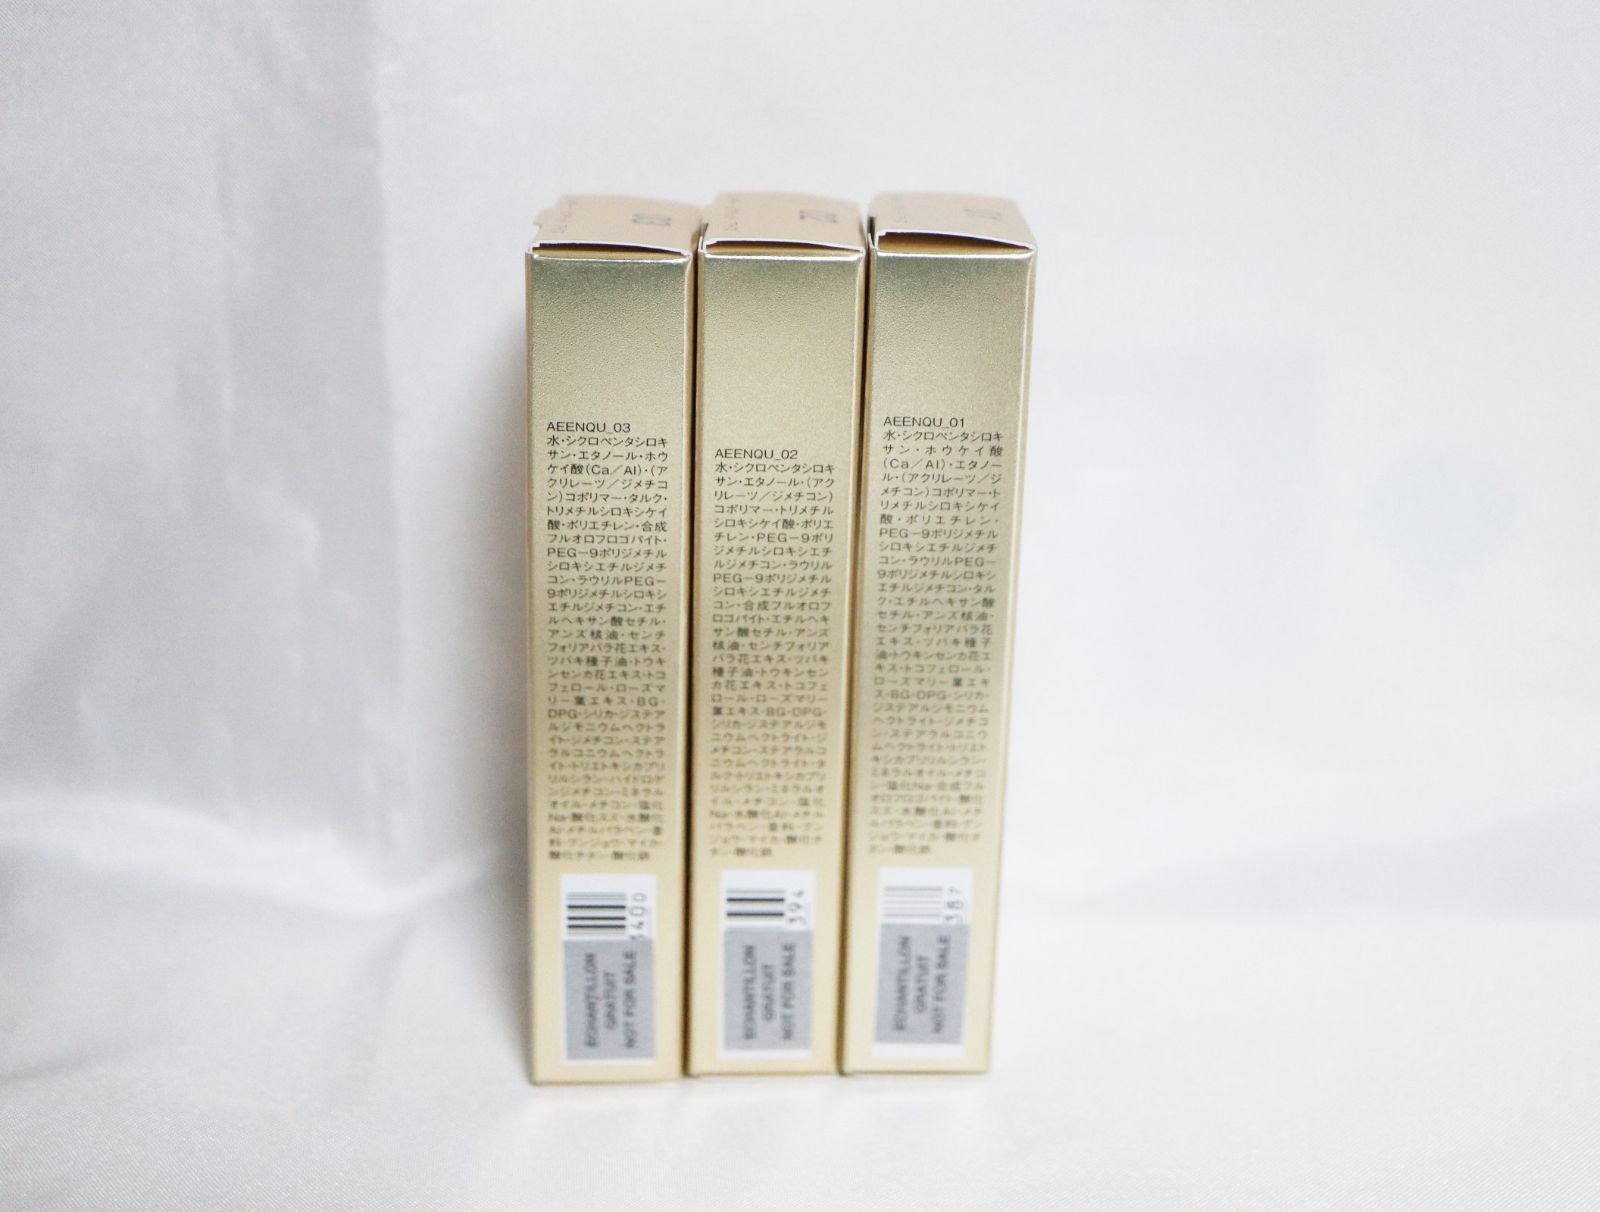 03
02
01
AEENQU_03
水・シクロペンタシロキ
サン・エタノール・ホウ
ケイ酸(Ca/Al)・(ア
クリレーツ/ジメチコ
ン)コポリマー・タルク・
トリメチルシロキシケイ
酸・ポリエチレン・合成
フルオロフロゴパイト・
PEG-9ポリジメチル
シロキシエチルジメチ
コン・ラウリルPEG-
9ポリジメチルシロキシ
エチルジメチコン・エチ
ルヘキサン酸セチル・
アンズ核油・センチ
フォリアバラ花エキス・
ツバキ種子油・トウキ
ンセンカ花エキス・トコ
フェロール・ローズマ
リー葉エキス・BG・
DPG・シリカ・ジステア
ルジモニウムヘクトラ
イト・ジメチコン・ステア
ラルコニウムヘクトラ
イト・トリエトキシカプリ
リルシラン・ハイドロゲ
ンジメチコン・ミネラル
オイル・メチコン・塩化
Na・酸化スズ・水酸化
Al・メチルパラベン・香
料・グンジョウ・マイカ・
酸化チタン・酸化鉄
3400
ECHANTILLON
GRATUIT
NOT FOR SALE
AEENQU_02
水・シクロペンタシロキ
サン・エタノール・(アク
リレーツ/ジメチコン)
コポリマー・トリメチル
シロキシケイ酸・ポリエ
チレン・PEG-9ポリ
ジメチルシロキシエチ
ルジメチコン・ラウリル
PEG-9ポリジメチル
シロキシエチルジメチ
コン・合成フルオロフ
ロゴパイト・エチルヘキ
サン酸セチル・アンズ
核油・センチフォリア
バラ花エキス・ツバキ
種子油・トウキンセン
カ花エキス・トコフェ
ロール・ローズマリー
葉エキス・BG・DPG・
シリカ・ジステアルジモ
ニウムヘクトライト・ジ
メチコン・ステアラルコ
ニウムヘクトライト・タ
ルク・トリエトキシカプリ
リルシラン・ミネラルオ
イル・メチコン・塩化
Na・水酸化Al・メチル
パラベン・香料・グン
ジョウ・マイカ・酸化チ
タン・酸化鉄
394
ECHANTILLON
GRATUIT
NOT FOR SALE
AEENQU_01
水・シクロペンタシロキ
サン・ホウケイ酸
(Ca/Al)・エタノー
ル・(アクリレーツ/ジ
メチコン)コポリマー・ト
リメチルシロキシケイ
酸・ポリエチレン・
PEG-9ポリジメチル
シロキシエチルジメチ
コン・ラウリルPEG-
9ポリジメチルシロキシ
エチルジメチコン・タル
ク・エチルヘキサン酸
セチル・アンズ核油・
センチフォリアバラ花
エキス・ツバキ種子
油・トウキンセンカ花エ
キス・トコフェロール・
ローズマリー葉エキ
ス・BG・DPG・シリカ・
ジステアルジモニウム
ヘクトライト・ジメチコ
ン・ステアラルコニウ
ムヘクトライト・トリエト
キシカプリリルシラン・
ミネラルオイル・メチコ
ン・塩化Na・合成フル
オロフロゴパイト・酸化
スズ・水酸化Al・メチ
ルパラベン・香料・グン
ジョウ・マイカ・酸化チ
タン・酸化鉄
387
ECHANTILLON
GRATUIT
NOT FOR SALE